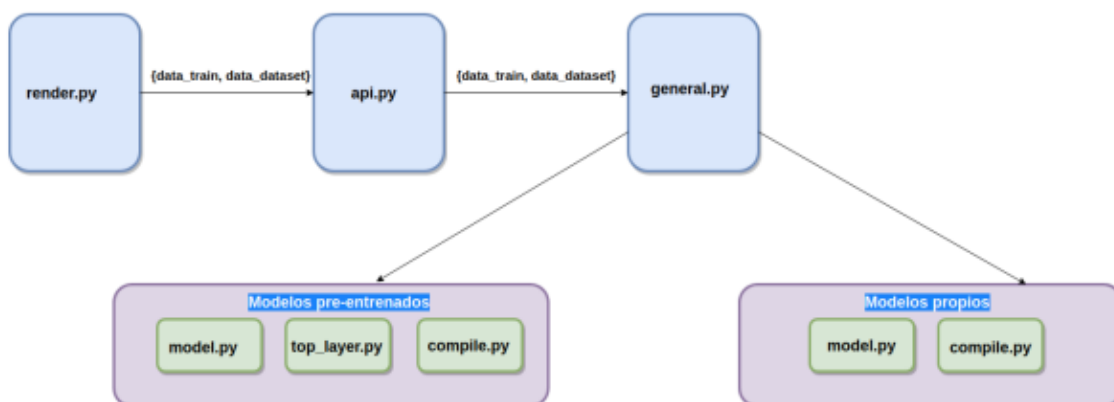 render.py
{data_train, data_dataset}
api.py
{data_train, data_dataset}
general.py
Modelos pre-entrenados
model.py
top_layer.py
compile.py
Modelos propios
model.py
compile.py